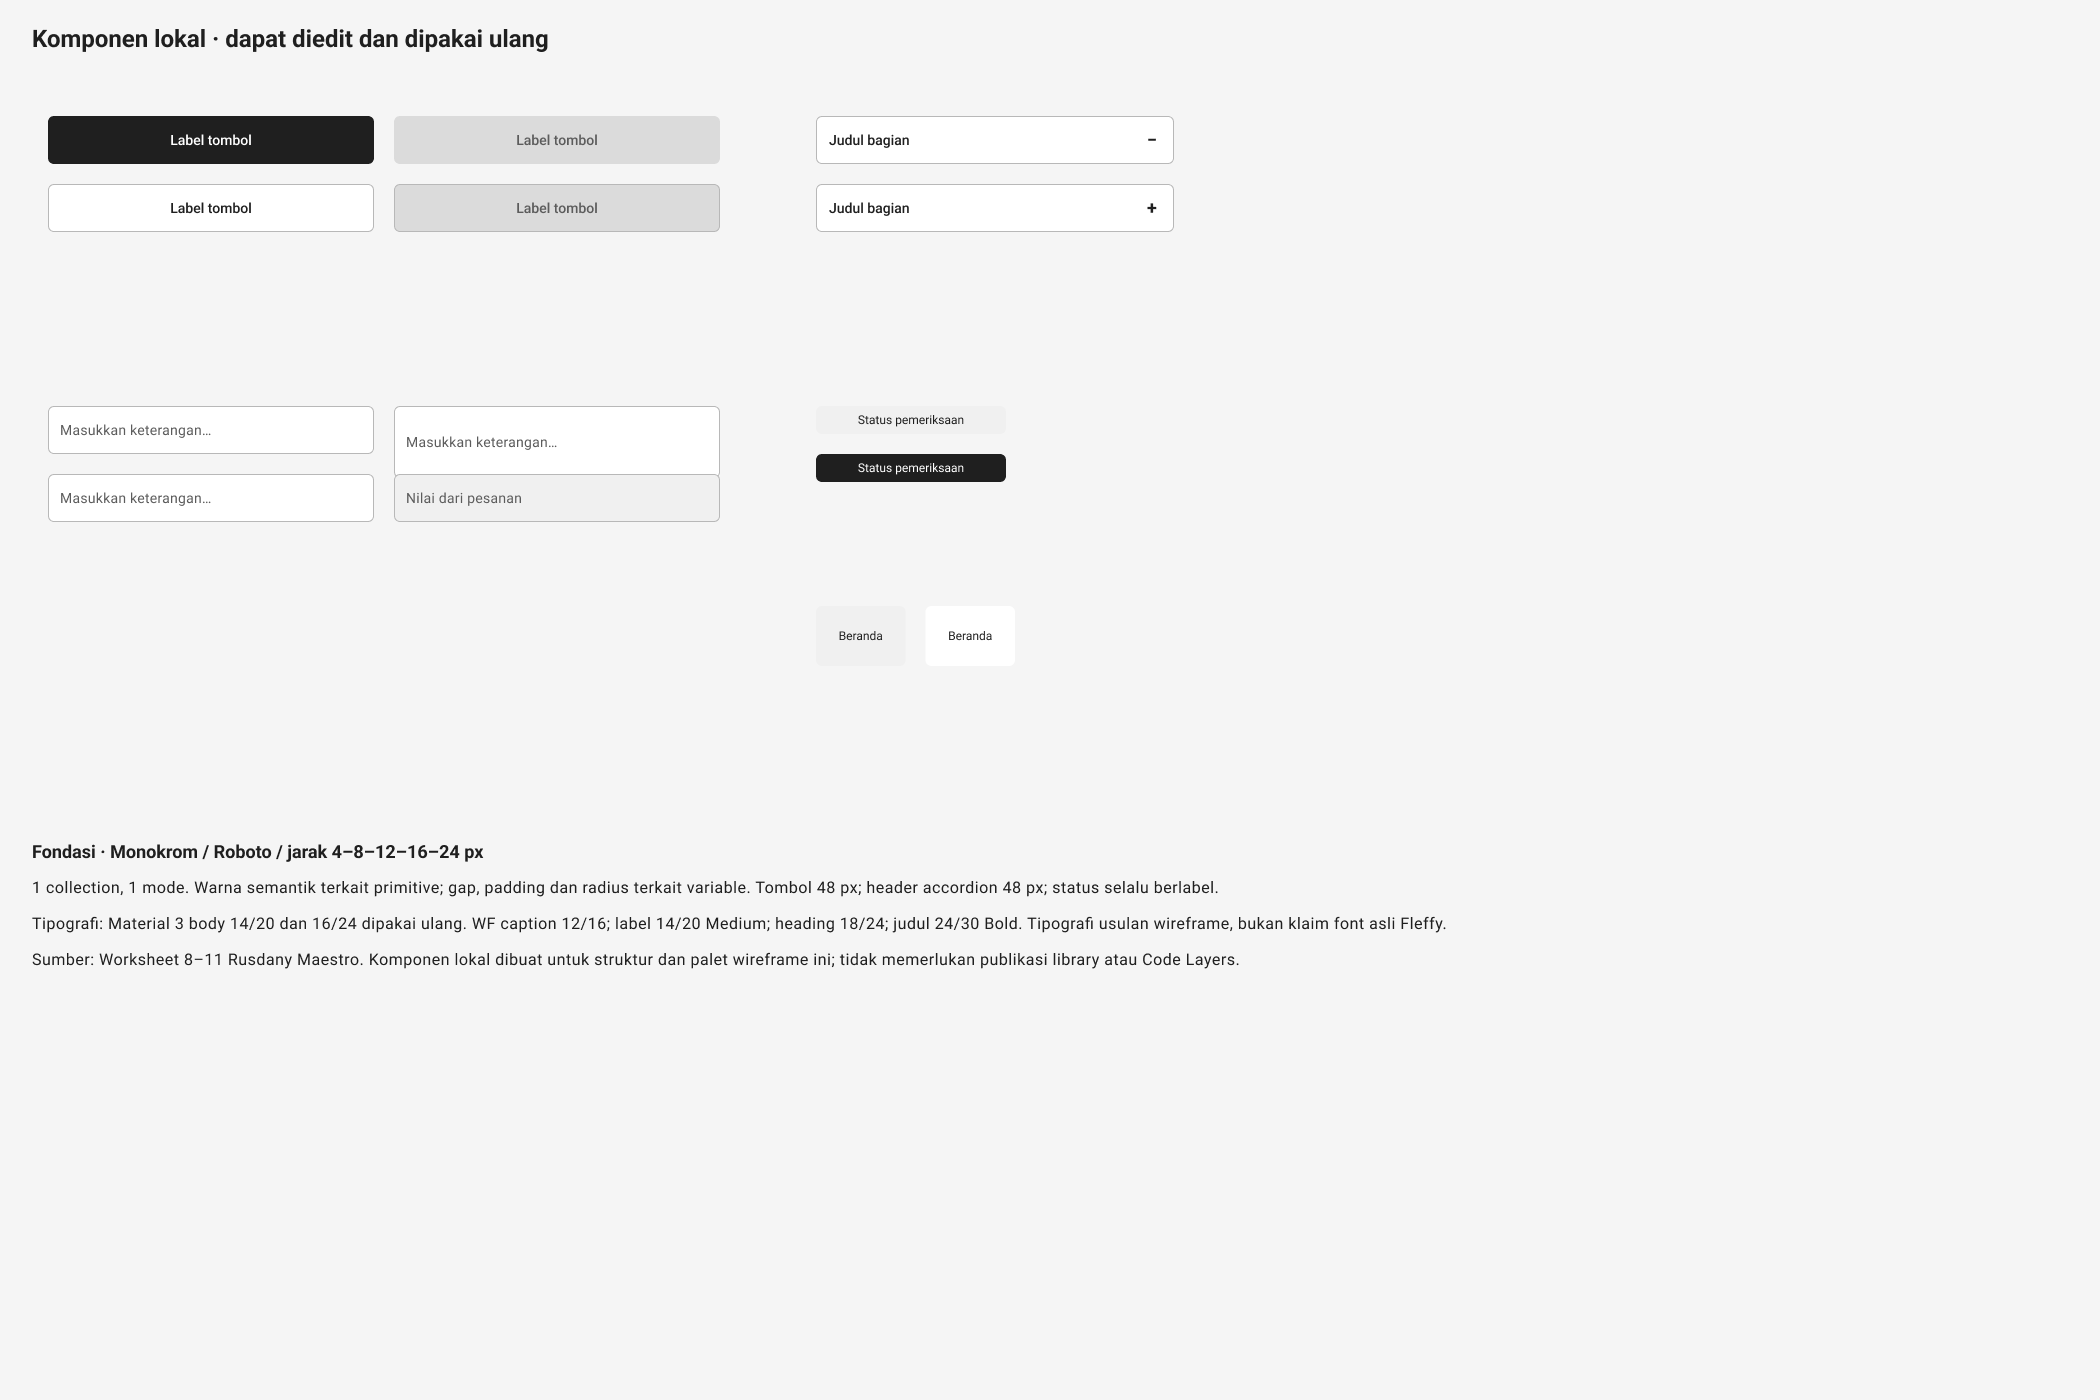 Komponen lokal · dapat diedit dan dipakai ulang
Label tombol
Label tombol
Judul bagian −
Label tombol
Label tombol
Judul bagian +
Masukkan keterangan…
Masukkan keterangan…
Status pemeriksaan
Status pemeriksaan
Masukkan keterangan…
Nilai dari pesanan
Beranda
Beranda
Fondasi · Monokrom / Roboto / jarak 4–8–12–16–24 px
1 collection, 1 mode. Warna semantik terkait primitive; gap, padding dan radius terkait variable. Tombol 48 px; header accordion 48 px; status selalu berlabel.
Tipografi: Material 3 body 14/20 dan 16/24 dipakai ulang. WF caption 12/16; label 14/20 Medium; heading 18/24; judul 24/30 Bold. Tipografi usulan wireframe, bukan klaim font asli Fleffy.
Sumber: Worksheet 8–11 Rusdany Maestro. Komponen lokal dibuat untuk struktur dan palet wireframe ini; tidak memerlukan publikasi library atau Code Layers.